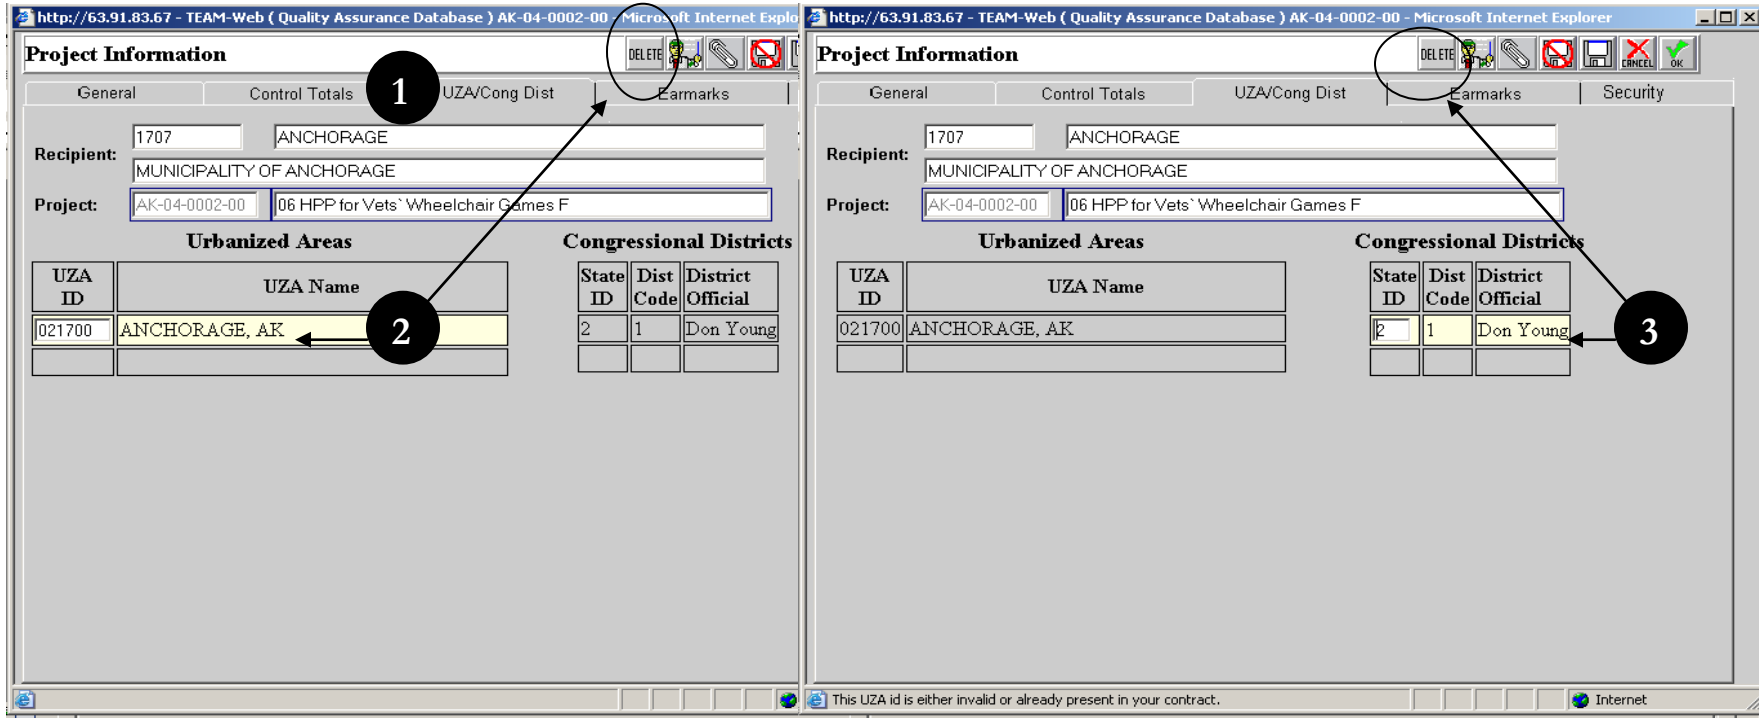 http://63.91.83.67 - TEAM-Web ( Quality Assurance Database ) AK-04-0002-00 - Microsoft Internet Explo
Project Information
DELETE
General Control Totals 1 UZA/Cong Dist Earmarks
Recipient: 1707 ANCHORAGE
MUNICIPALITY OF ANCHORAGE
Project: AK-04-0002-00 06 HPP for Vets` Wheelchair Games F
Urbanized Areas Congressional Districts
UZA ID UZA Name State ID Dist Code District Official
021700 ANCHORAGE, AK 2 2 1 Don Young
http://63.91.83.67 - TEAM-Web ( Quality Assurance Database ) AK-04-0002-00 - Microsoft Internet Explorer
Project Information
DELETE CANCEL OK
General Control Totals UZA/Cong Dist Earmarks Security
Recipient: 1707 ANCHORAGE
MUNICIPALITY OF ANCHORAGE
Project: AK-04-0002-00 06 HPP for Vets` Wheelchair Games F
Urbanized Areas Congressional Districts
UZA ID UZA Name State ID Dist Code District Official
021700 ANCHORAGE, AK 2 1 Don Young 3
This UZA id is either invalid or already present in your contract. Internet